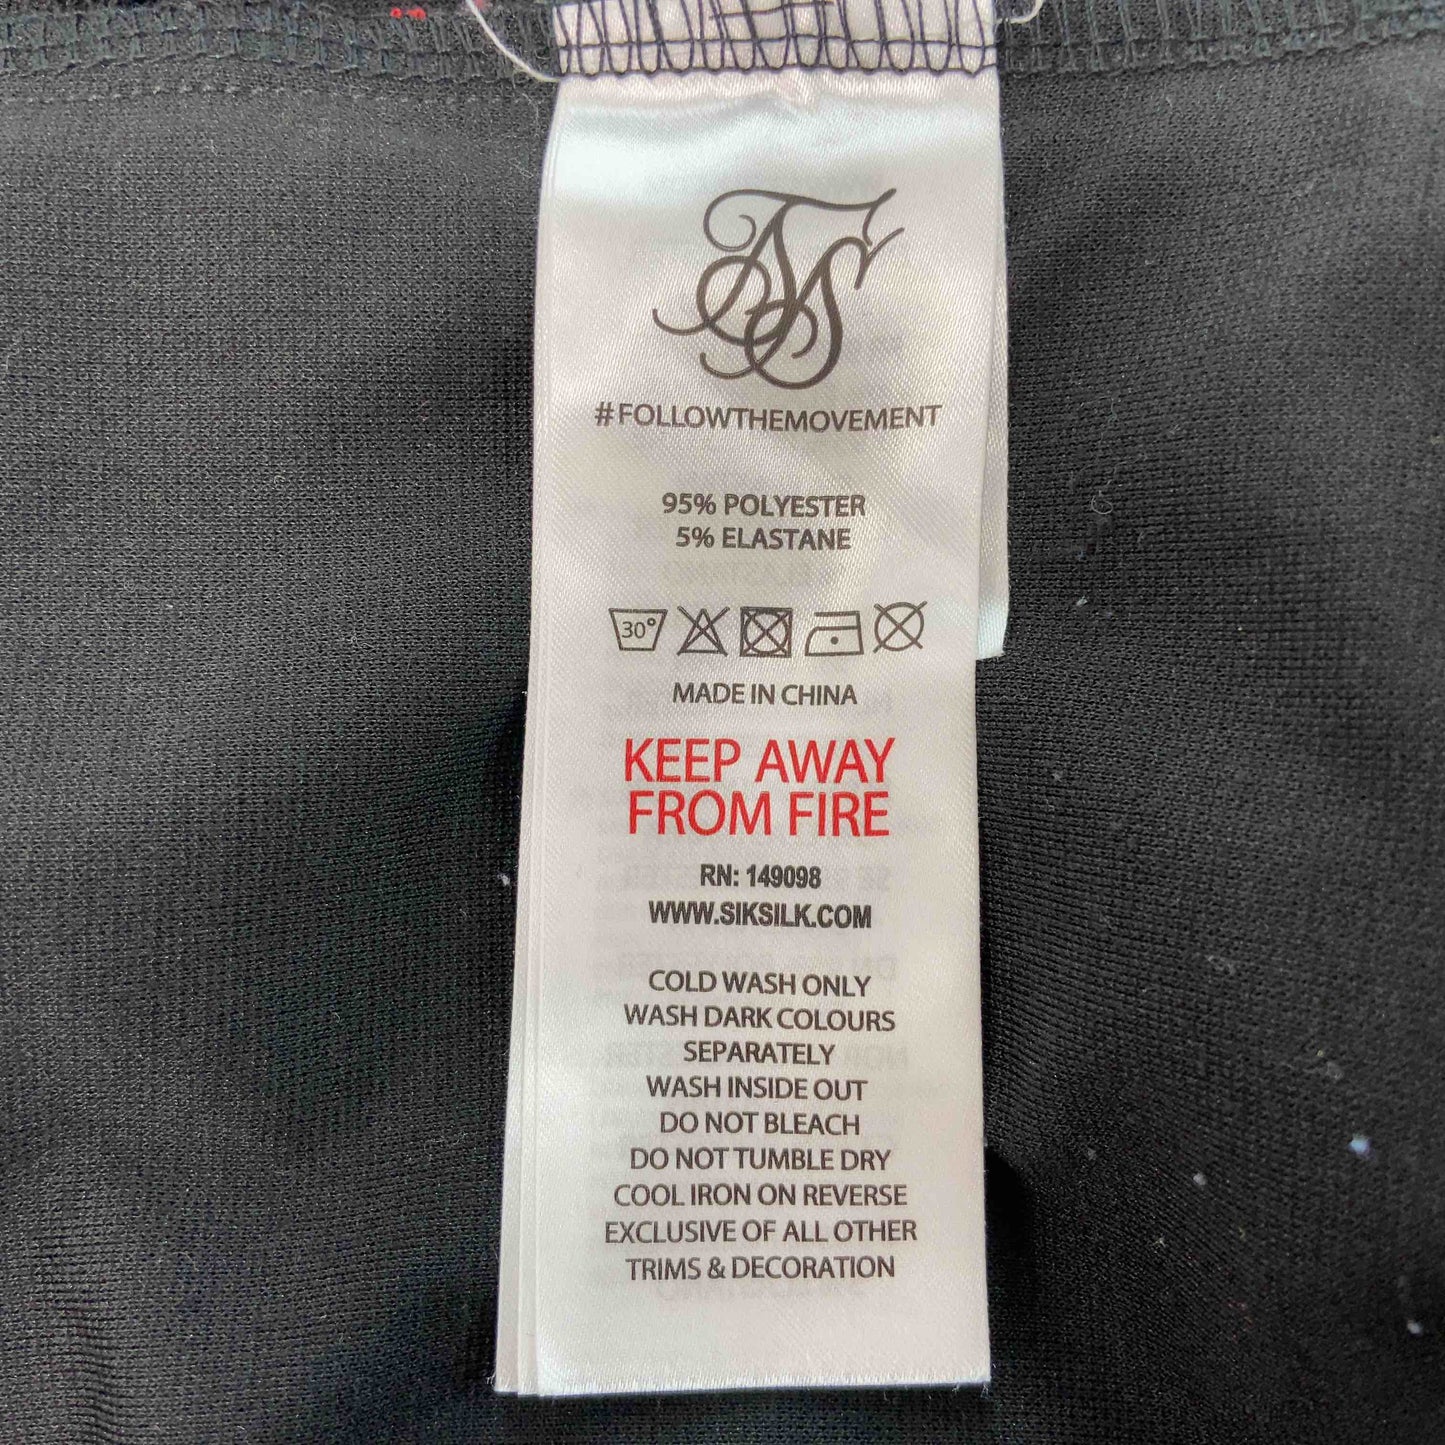 #FOLLOWTHEMOVEMENT
95% POLYESTER
5% ELASTANE
30°
MADE IN CHINA
KEEP AWAY
FROM FIRE
RN: 149098
WWW.SIKSILK.COM
COLD WASH ONLY
WASH DARK COLOURS
SEPARATELY
WASH INSIDE OUT
DO NOT BLEACH
DO NOT TUMBLE DRY
COOL IRON ON REVERSE
EXCLUSIVE OF ALL OTHER
TRIMS & DECORATION